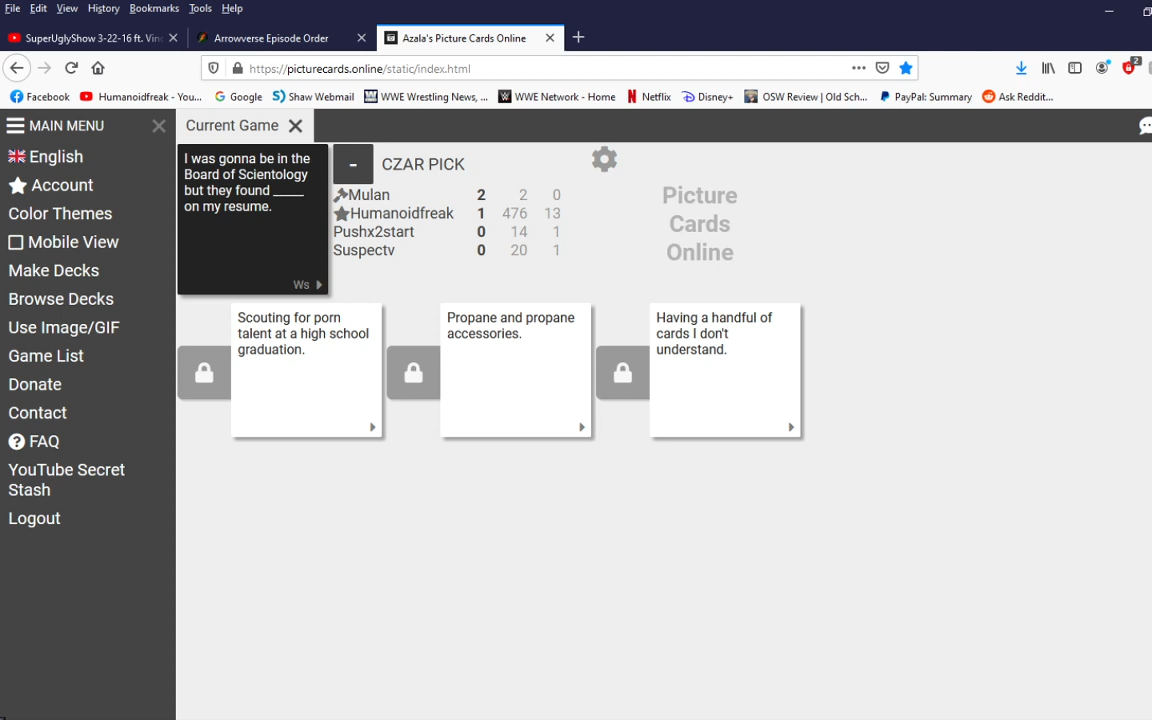 File Edit View History Bookmarks Tools Help
SuperUglyShow 3-22-16 ft. Vin
Arrowverse Episode Order
Azala's Picture Cards Online
https://picturecards.online/static/index.html
2
Facebook
Humanoidfreak - You...
Google
Shaw Webmail
WWE Wrestling News, ...
WWE Network - Home
Netflix
Disney+
OSW Review | Old Sch...
PayPal: Summary
Ask Reddit...
MAIN MENU
English
Account
Color Themes
Mobile View
Make Decks
Browse Decks
Use Image/GIF
Game List
Donate
Contact
FAQ
YouTube Secret
Stash
Logout
Current Game
I was gonna be in the
Board of Scientology
but they found _____
on my resume.
Ws
-
CZAR PICK
Mulan 2 2 0
Humanoidfreak 1 476 13
Pushx2start 0 14 1
Suspectv 0 20 1
Picture
Cards
Online
Scouting for porn
talent at a high school
graduation.
Propane and propane
accessories.
Having a handful of
cards I don't
understand.